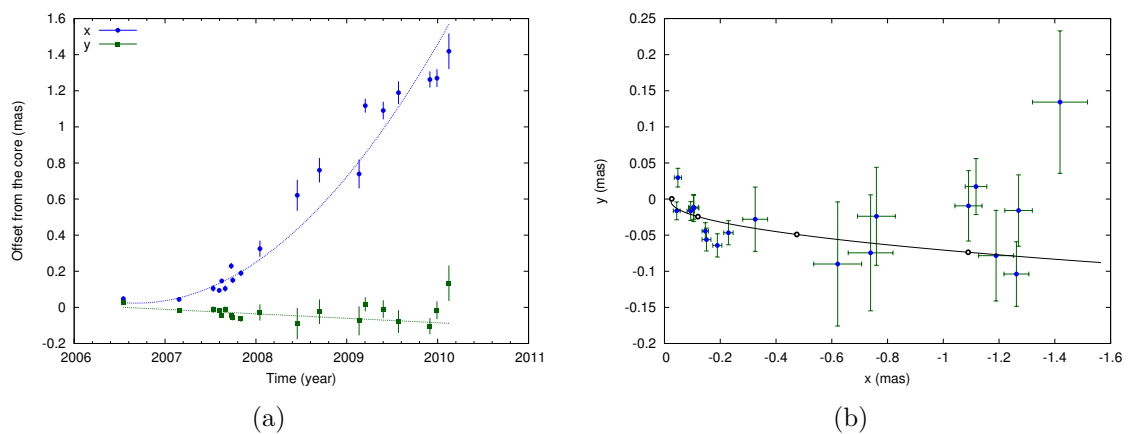 x
y
Offset from the core (mas)
1.6
1.4
1.2
1
0.8
0.6
0.4
0.2
0
-0.2
2006 2007 2008 2009 2010 2011
Time (year)
(a)
y (mas)
0.25
0.2
0.15
0.1
0.05
0
-0.05
-0.1
-0.15
-0.2
0 -0.2 -0.4 -0.6 -0.8 -1 -1.2 -1.4 -1.6
x (mas)
(b)